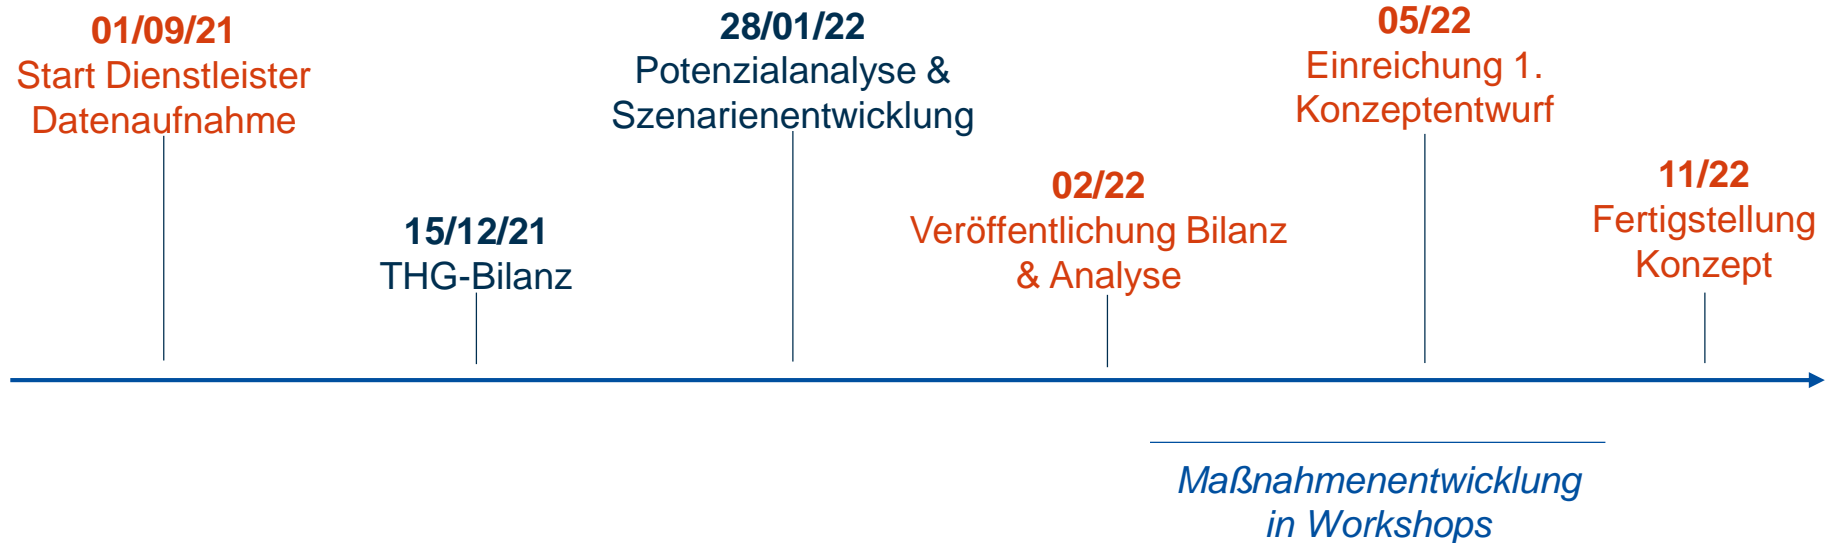 01/09/21
Start Dienstleister
Datenaufnahme
15/12/21
THG-Bilanz
28/01/22
Potenzialanalyse &
Szenarienentwicklung
02/22
Veröffentlichung Bilanz
& Analyse
05/22
Einreichung 1.
Konzeptentwurf
11/22
Fertigstellung
Konzept
Maßnahmenentwicklung
in Workshops